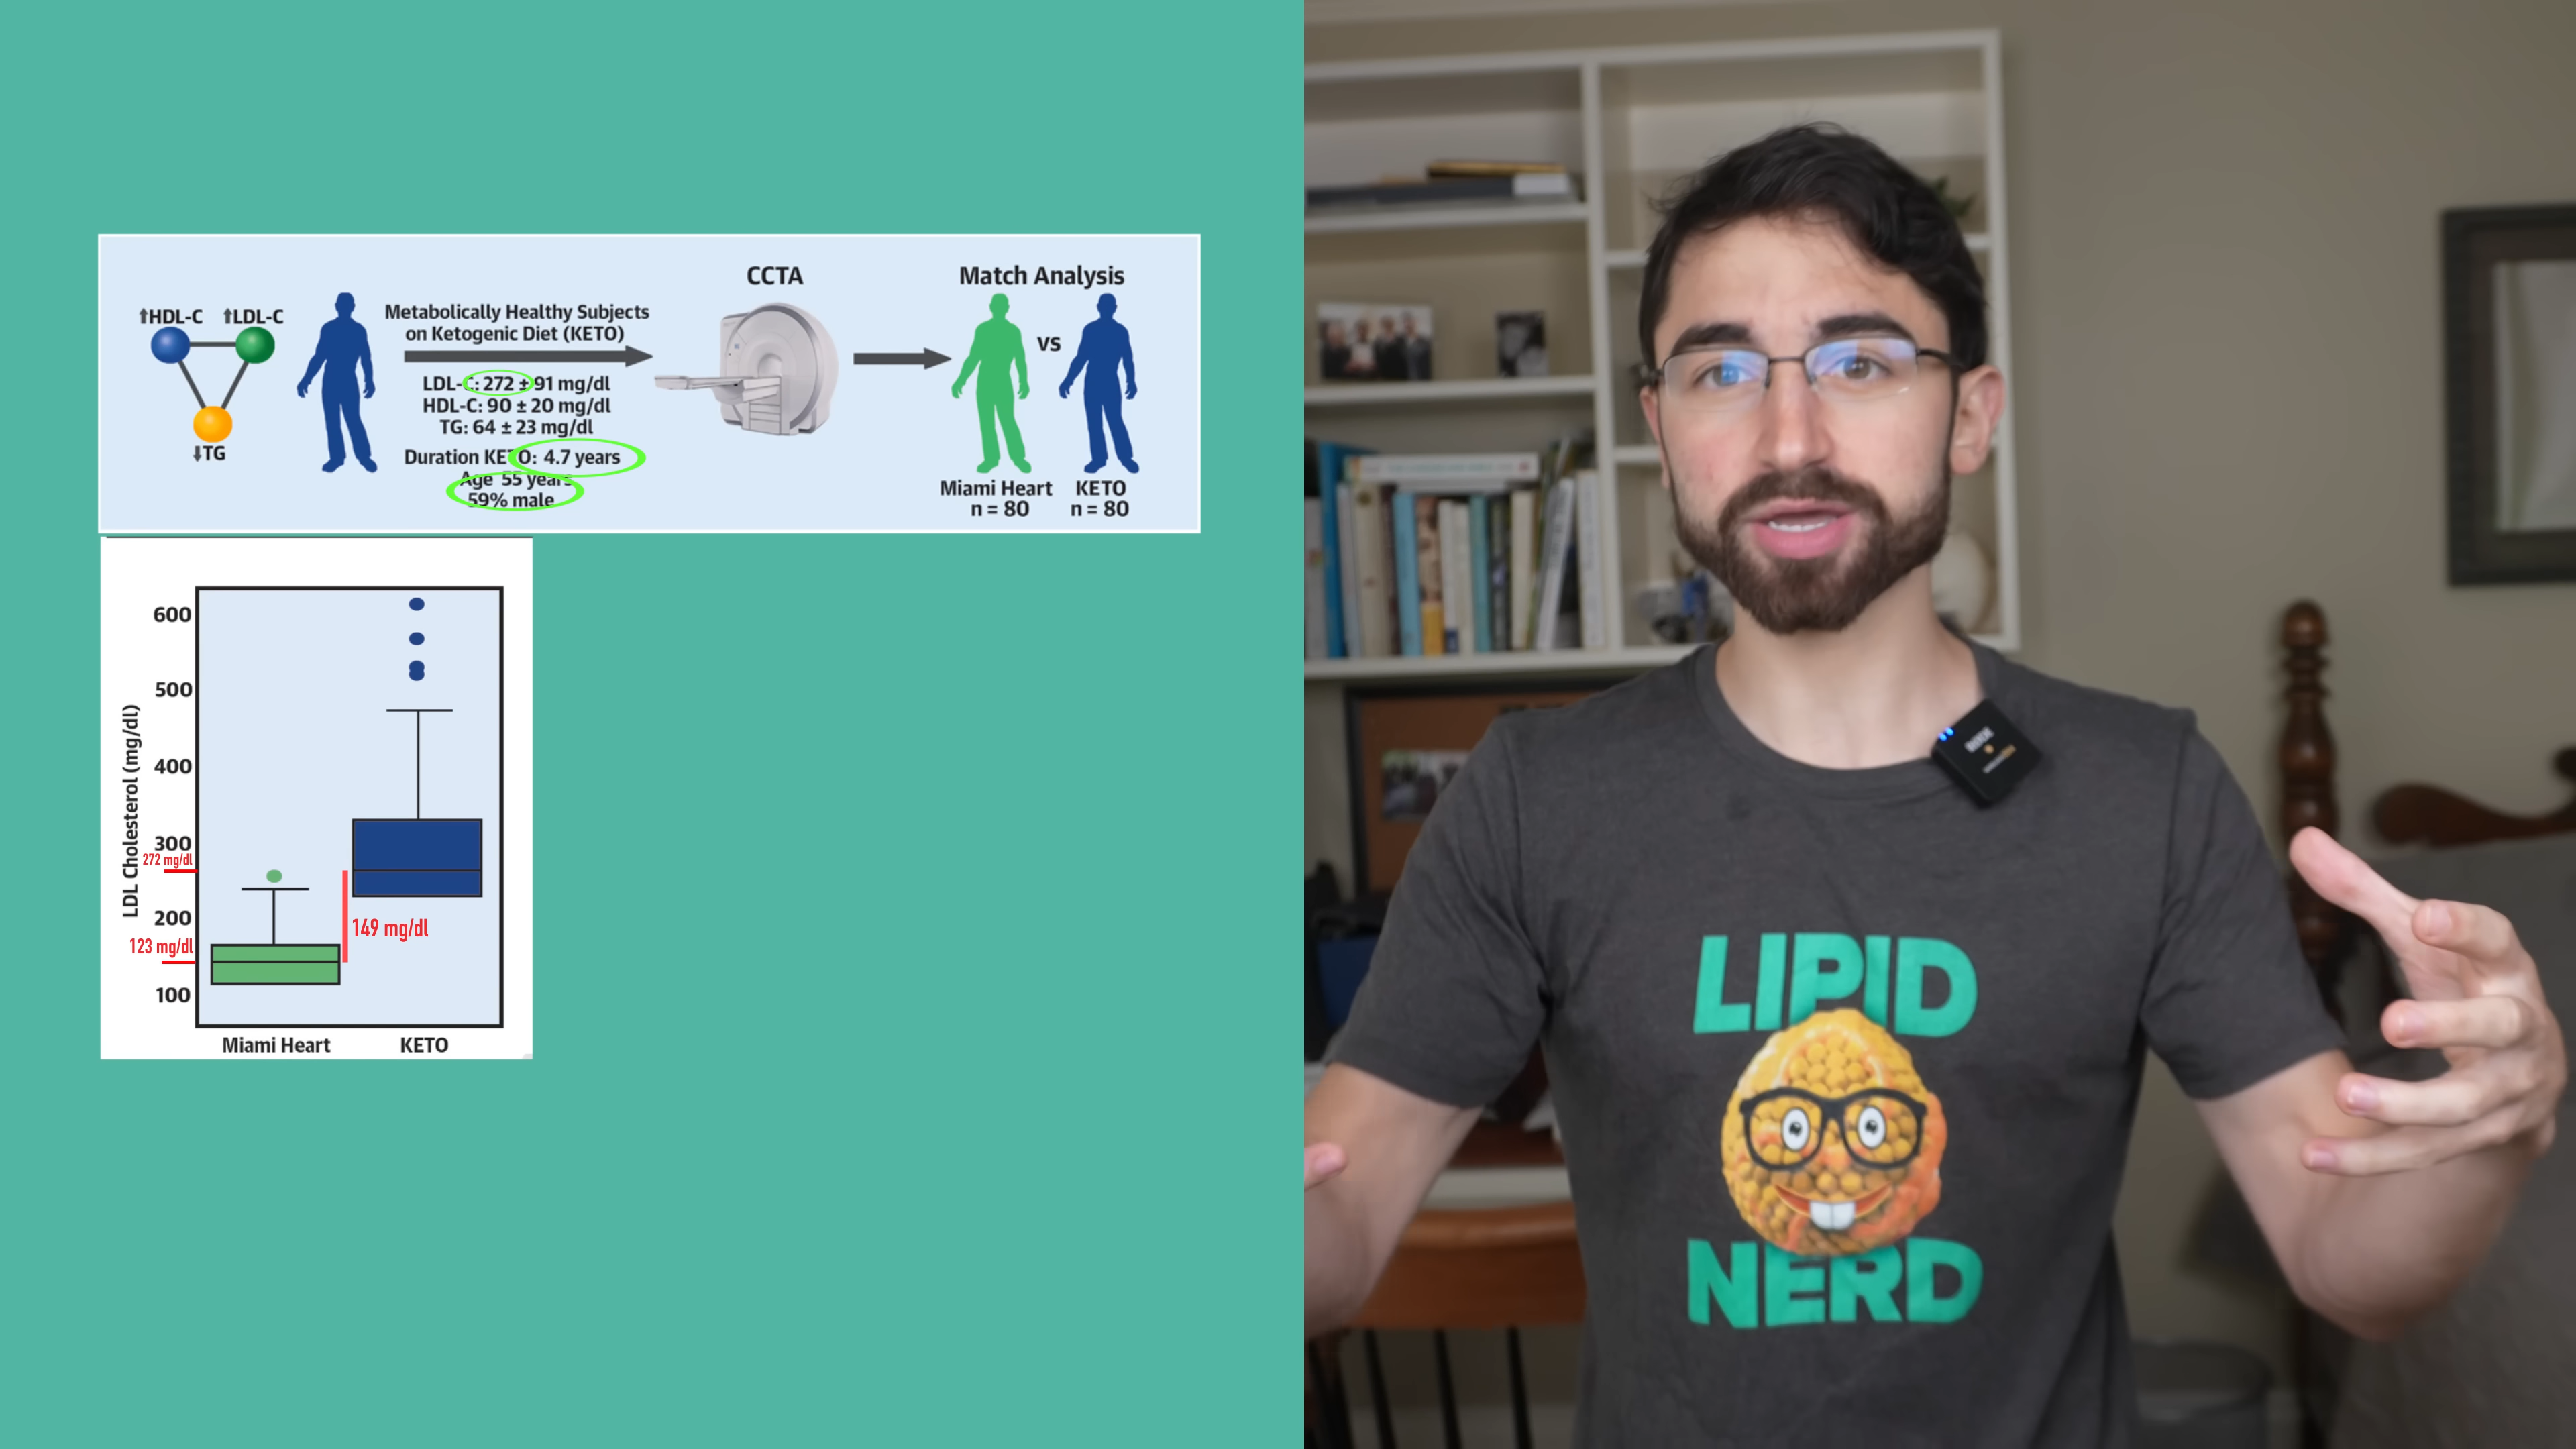 ⬆HDL-C ⬆LDL-C
⬇TG
Metabolically Healthy Subjects
on Ketogenic Diet (KETO)
LDL-C: 272 ± 91 mg/dl
HDL-C: 90 ± 20 mg/dl
TG: 64 ± 23 mg/dl
Duration KETO: 4.7 years
Age 55 years
59% male
CCTA
Match Analysis
vs
Miami Heart
n = 80
KETO
n = 80
LDL Cholesterol (mg/dl)
600
500
400
300
272 mg/dl
200
123 mg/dl
100
149 mg/dl
Miami Heart
KETO
LIPID
NERD